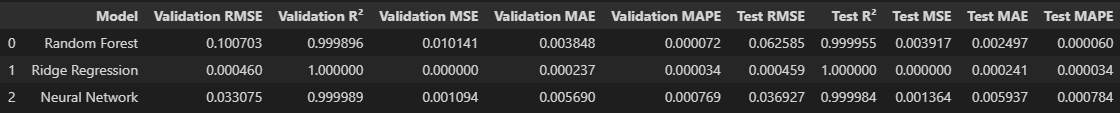 Model Validation RMSE Validation R² Validation MSE Validation MAE Validation MAPE Test RMSE Test R² Test MSE Test MAE Test MAPE
0 Random Forest 0.100703 0.999896 0.010141 0.003848 0.000072 0.062585 0.999955 0.003917 0.002497 0.000060
1 Ridge Regression 0.000460 1.000000 0.000000 0.000237 0.000034 0.000459 1.000000 0.000000 0.000241 0.000034
2 Neural Network 0.033075 0.999989 0.001094 0.005690 0.000769 0.036927 0.999984 0.001364 0.005937 0.000784